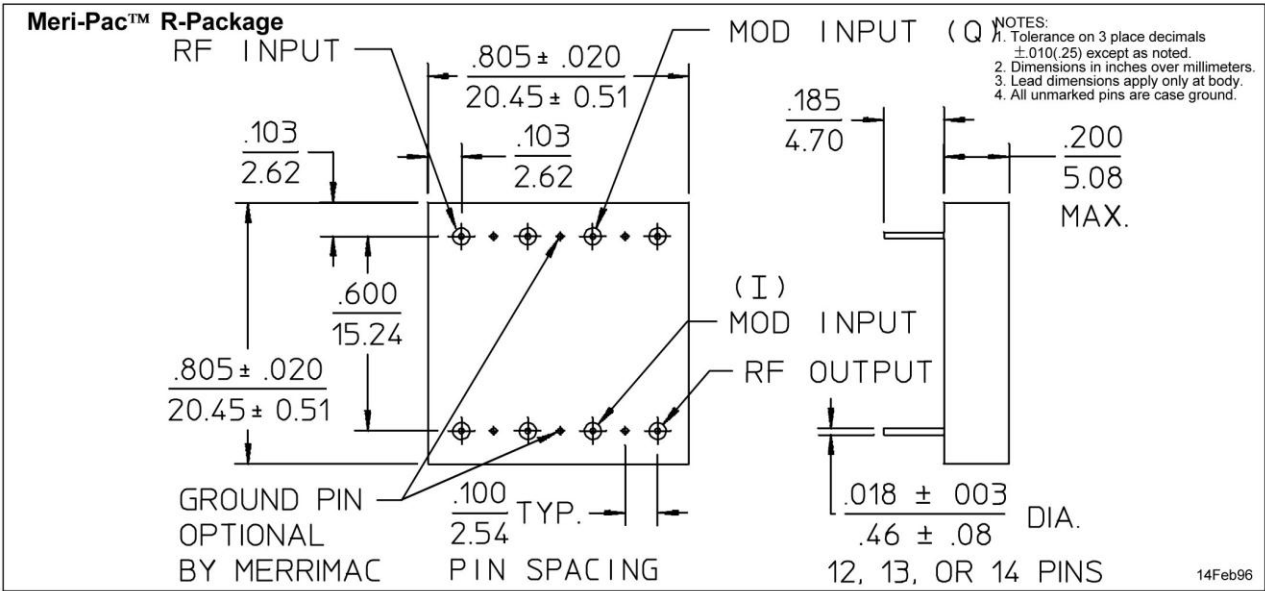 Meri-Pac™ R-Package
RF INPUT
MOD INPUT (Q)
NOTES:
1. Tolerance on 3 place decimals
±.010(.25) except as noted.
2. Dimensions in inches over millimeters.
3. Lead dimensions apply only at body.
4. All unmarked pins are case ground.
.805 ± .020
20.45 ± 0.51
.185
4.70
.103
2.62
.103
2.62
.200
5.08
MAX.
.600
15.24
(I)
MOD INPUT
RF OUTPUT
.805 ± .020
20.45 ± 0.51
GROUND PIN
OPTIONAL
BY MERRIMAC
.100
2.54
TYP.
PIN SPACING
.018 ± 003
.46 ± .08
DIA.
12, 13, OR 14 PINS
14Feb96